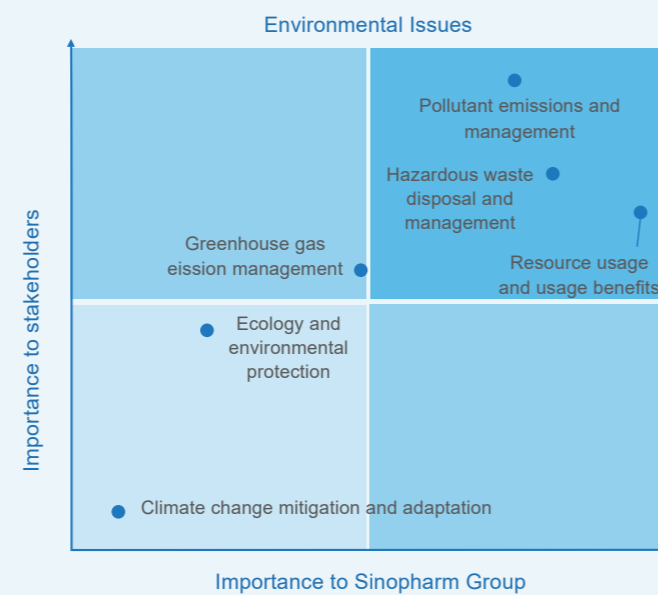 Environmental Issues
Pollutant emissions and
management
Hazardous waste
disposal and
management
Resource usage
and usage benefits
Greenhouse gas
eission management
Ecology and
environmental
protection
Climate change mitigation and adaptation
Importance to stakeholders
Importance to Sinopharm Group